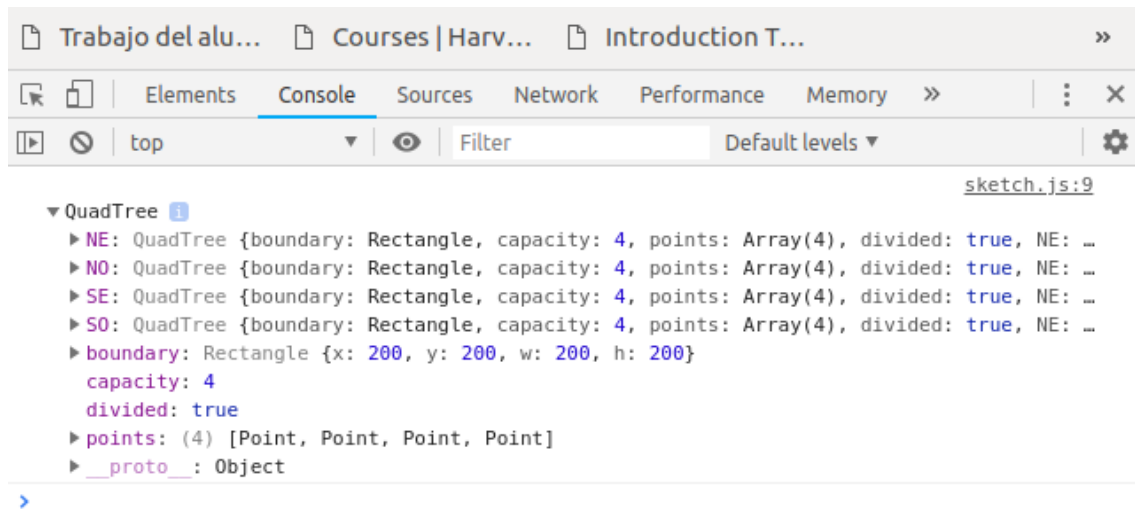 Trabajo del alu… Courses | Harv… Introduction T… »
Elements Console Sources Network Performance Memory »
top Filter Default levels
sketch.js:9
QuadTree i
NE: QuadTree {boundary: Rectangle, capacity: 4, points: Array(4), divided: true, NE: …
NO: QuadTree {boundary: Rectangle, capacity: 4, points: Array(4), divided: true, NE: …
SE: QuadTree {boundary: Rectangle, capacity: 4, points: Array(4), divided: true, NE: …
SO: QuadTree {boundary: Rectangle, capacity: 4, points: Array(4), divided: true, NE: …
boundary: Rectangle {x: 200, y: 200, w: 200, h: 200}
capacity: 4
divided: true
points: (4) [Point, Point, Point, Point]
__proto__: Object